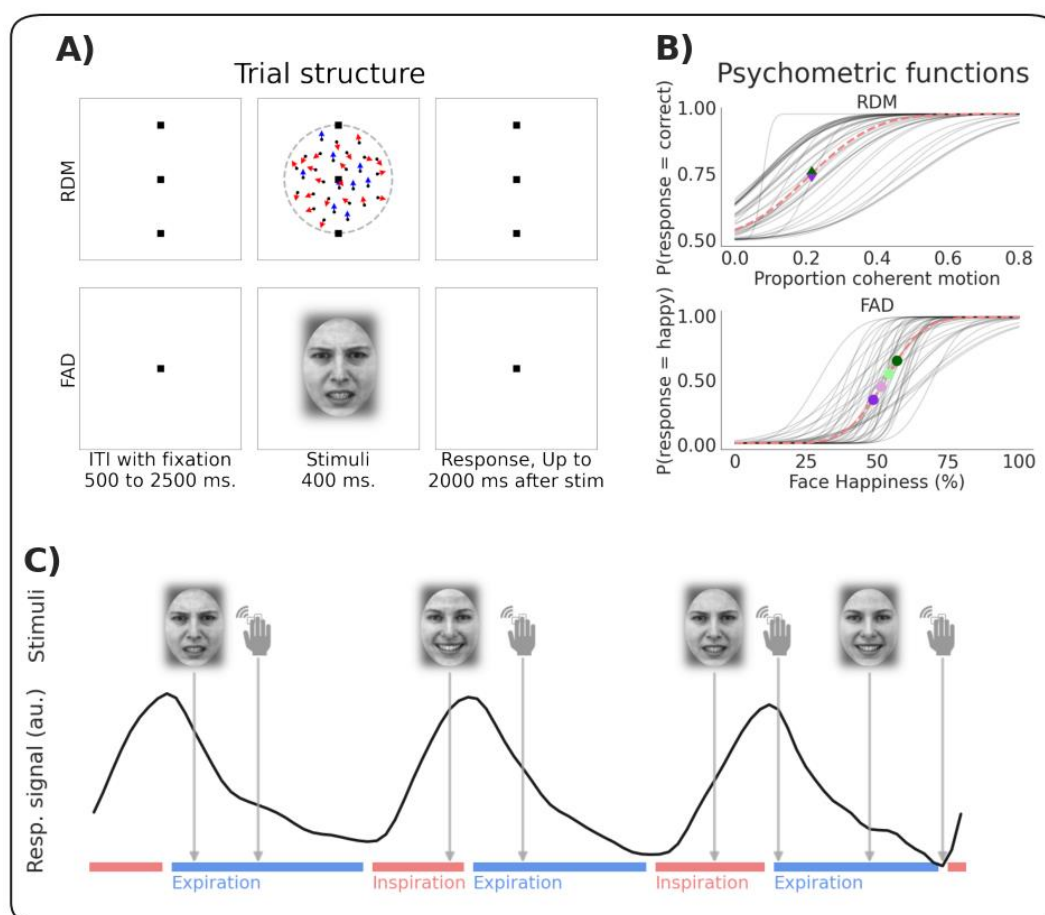 A)
Trial structure
RDM
FAD
ITI with fixation
500 to 2500 ms.
Stimuli
400 ms.
Response, Up to
2000 ms after stim
B)
Psychometric functions
RDM
P(response = correct)
1.00
0.75
0.50
0.0 0.2 0.4 0.6 0.8
Proportion coherent motion
FAD
P(response = happy)
1.00
0.50
0.00
0 25 50 75 100
Face Happiness (%)
C)
Stimuli
Resp. signal (au.)
Expiration Inspiration Expiration Inspiration Expiration